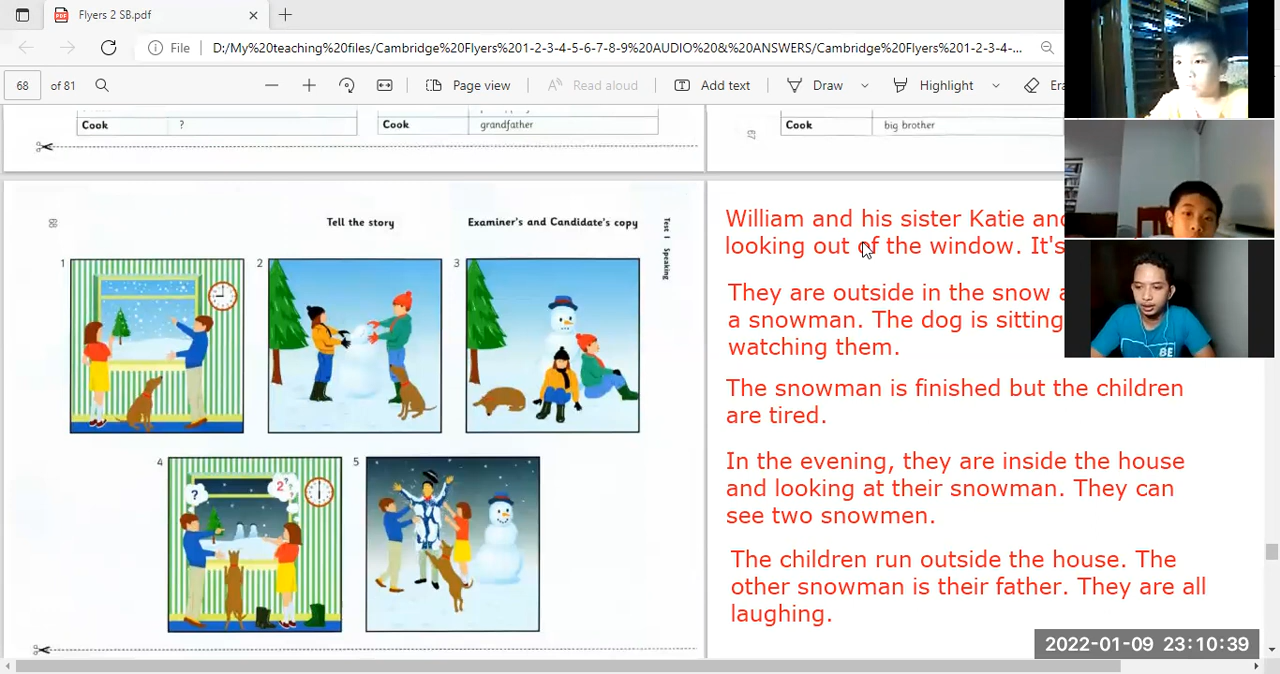 Flyers 2 SB.pdf
File
D:/My%20teaching%20files/Cambridge%20Flyers%201-2-3-4-5-6-7-8-9%20AUDIO%20&%20ANSWERS/Cambridge%20Flyers%201-2-3-4-...
68 of 81
Page view
Read aloud
Add text
Draw
Highlight
Era
Cook ?
Cook grandfather
Cook big brother
67
68
Tell the story
Examiner's and Candidate's copy
Test 1 Speaking
1
2
3
4
?
2?
5
William and his sister Katie and
looking out of the window. It's
They are outside in the snow a
a snowman. The dog is sitting
watching them.
The snowman is finished but the children
are tired.
In the evening, they are inside the house
and looking at their snowman. They can
see two snowmen.
The children run outside the house. The
other snowman is their father. They are all
laughing.
8E
2022-01-09 23:10:39